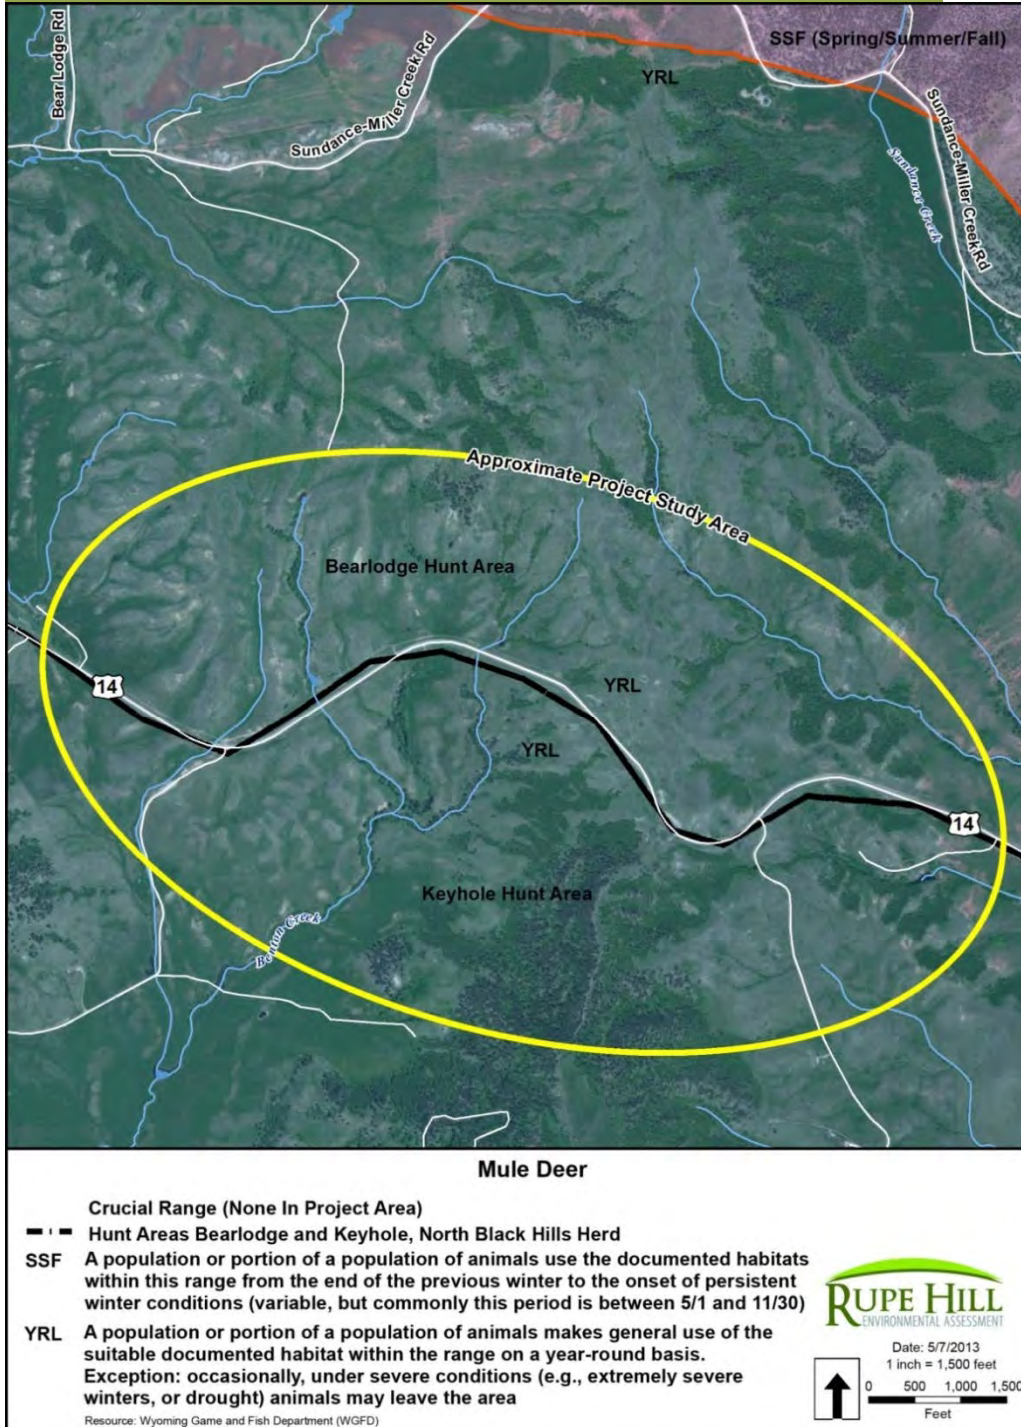 SSF (Spring/Summer/Fall)
Bear Lodge Rd
YRL
Sundance-Miller Creek Rd
Sundance-Miller Creek Rd
Sundance Creek
Approximate Project Study Area
Bearlodge Hunt Area
14
YRL
YRL
14
Keyhole Hunt Area
Benton Creek
Mule Deer
Crucial Range (None In Project Area)
Hunt Areas Bearlodge and Keyhole, North Black Hills Herd
SSF A population or portion of a population of animals use the documented habitats
within this range from the end of the previous winter to the onset of persistent
winter conditions (variable, but commonly this period is between 5/1 and 11/30)
YRL A population or portion of a population of animals makes general use of the
suitable documented habitat within the range on a year-round basis.
Exception: occasionally, under severe conditions (e.g., extremely severe
winters, or drought) animals may leave the area
Resource: Wyoming Game and Fish Department (WGFD)
RUPE HILL
ENVIRONMENTAL ASSESSMENT
Date: 5/7/2013
1 inch = 1,500 feet
0 500 1,000 1,500
Feet